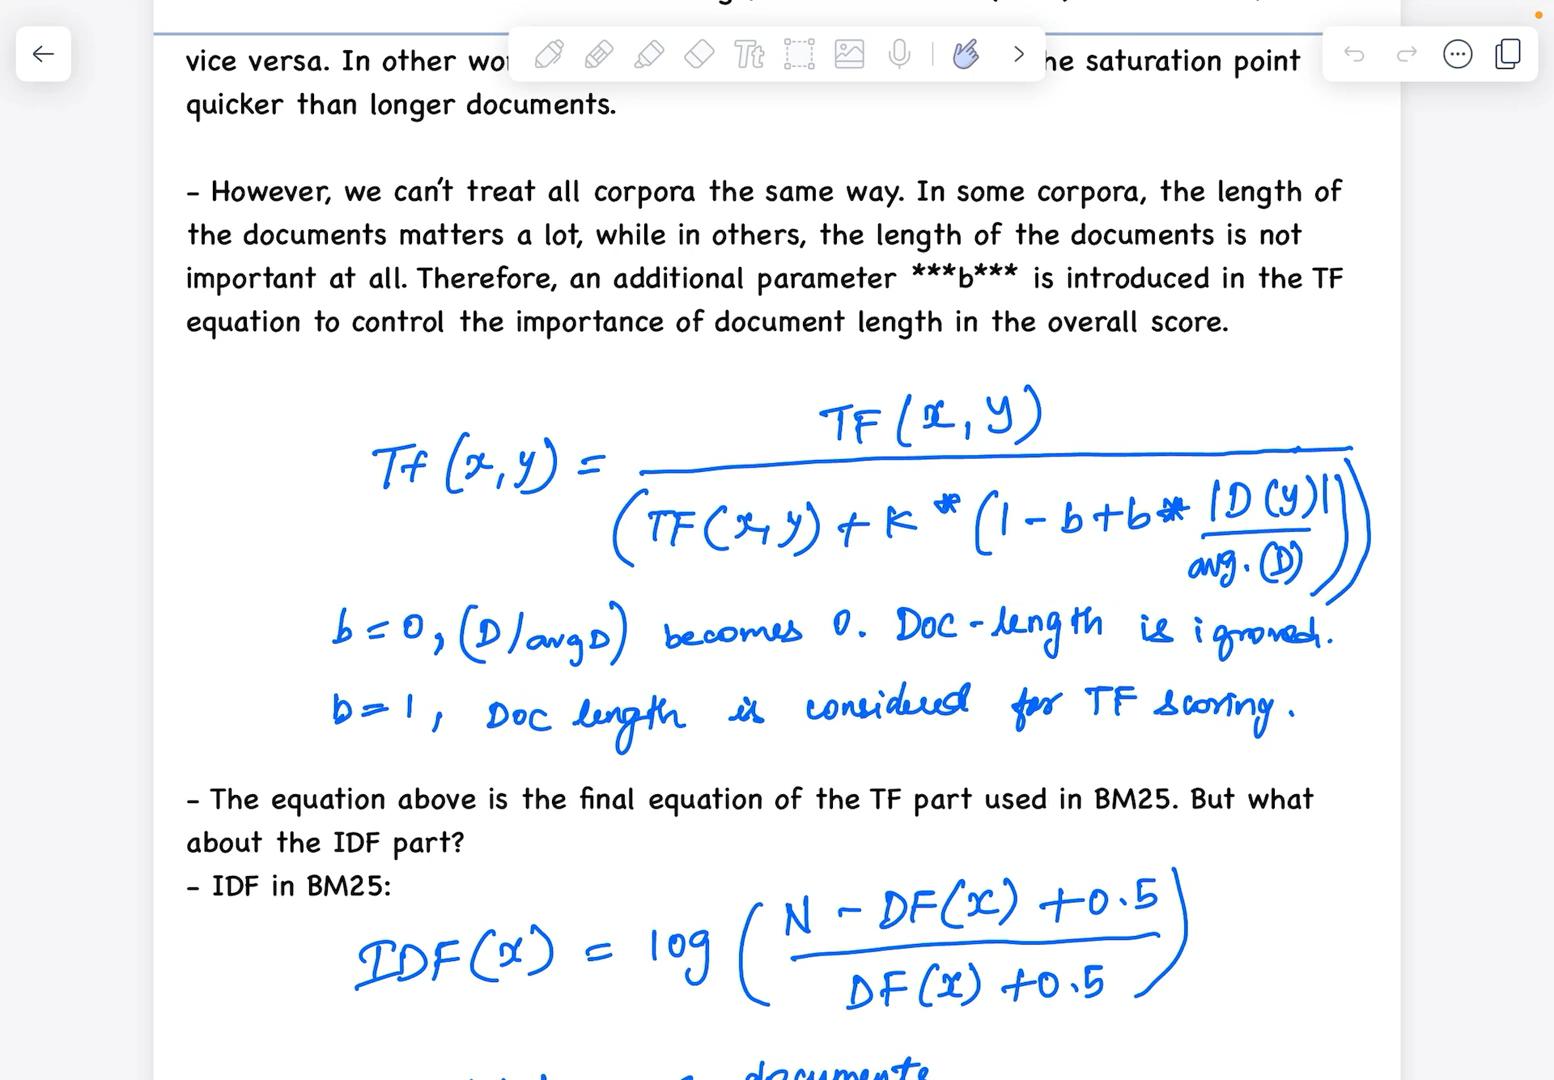 vice versa. In other wo
he saturation point
quicker than longer documents.
- However, we can't treat all corpora the same way. In some corpora, the length of
the documents matters a lot, while in others, the length of the documents is not
important at all. Therefore, an additional parameter ***b*** is introduced in the TF
equation to control the importance of document length in the overall score.
TF (x, y)
Tf (x, y) =
(TF(x, y) + K * (1 - b + b * |D(y)|
avg. (D)))
b = 0, (D/avg D) becomes 0. Doc-length is ignored.
b = 1, Doc length is considered for TF scoring.
- The equation above is the final equation of the TF part used in BM25. But what
about the IDF part?
- IDF in BM25:
N - DF(x) + 0.5
IDF(x) = log (
DF(x) + 0.5 )
documents
Tt